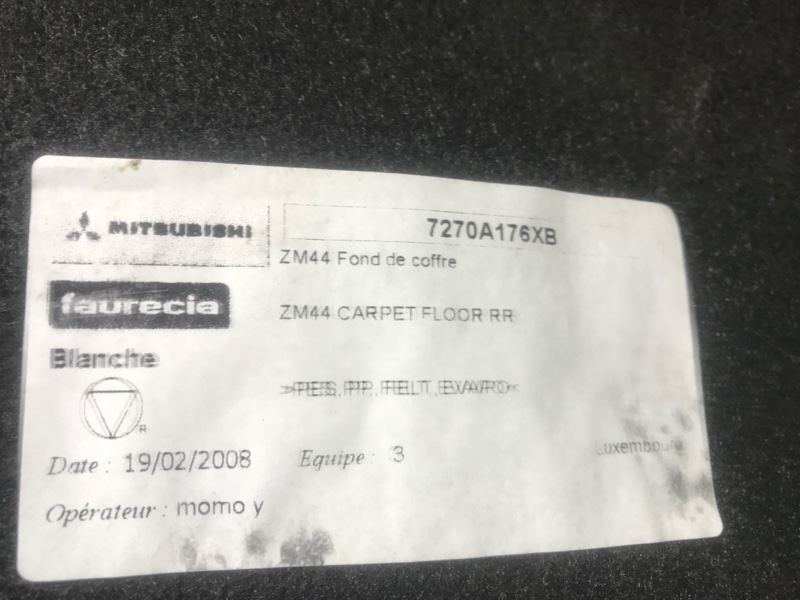 MITSUBISHI
7270A176XB
ZM44 Fond de coffre
faurecia
ZM44 CARPET FLOOR RR
Blanche
>PES, PP, FELT, EVA/PO<
R.
Date : 19/02/2008
Equipe : 3
Luxembourg
Opérateur : momo y